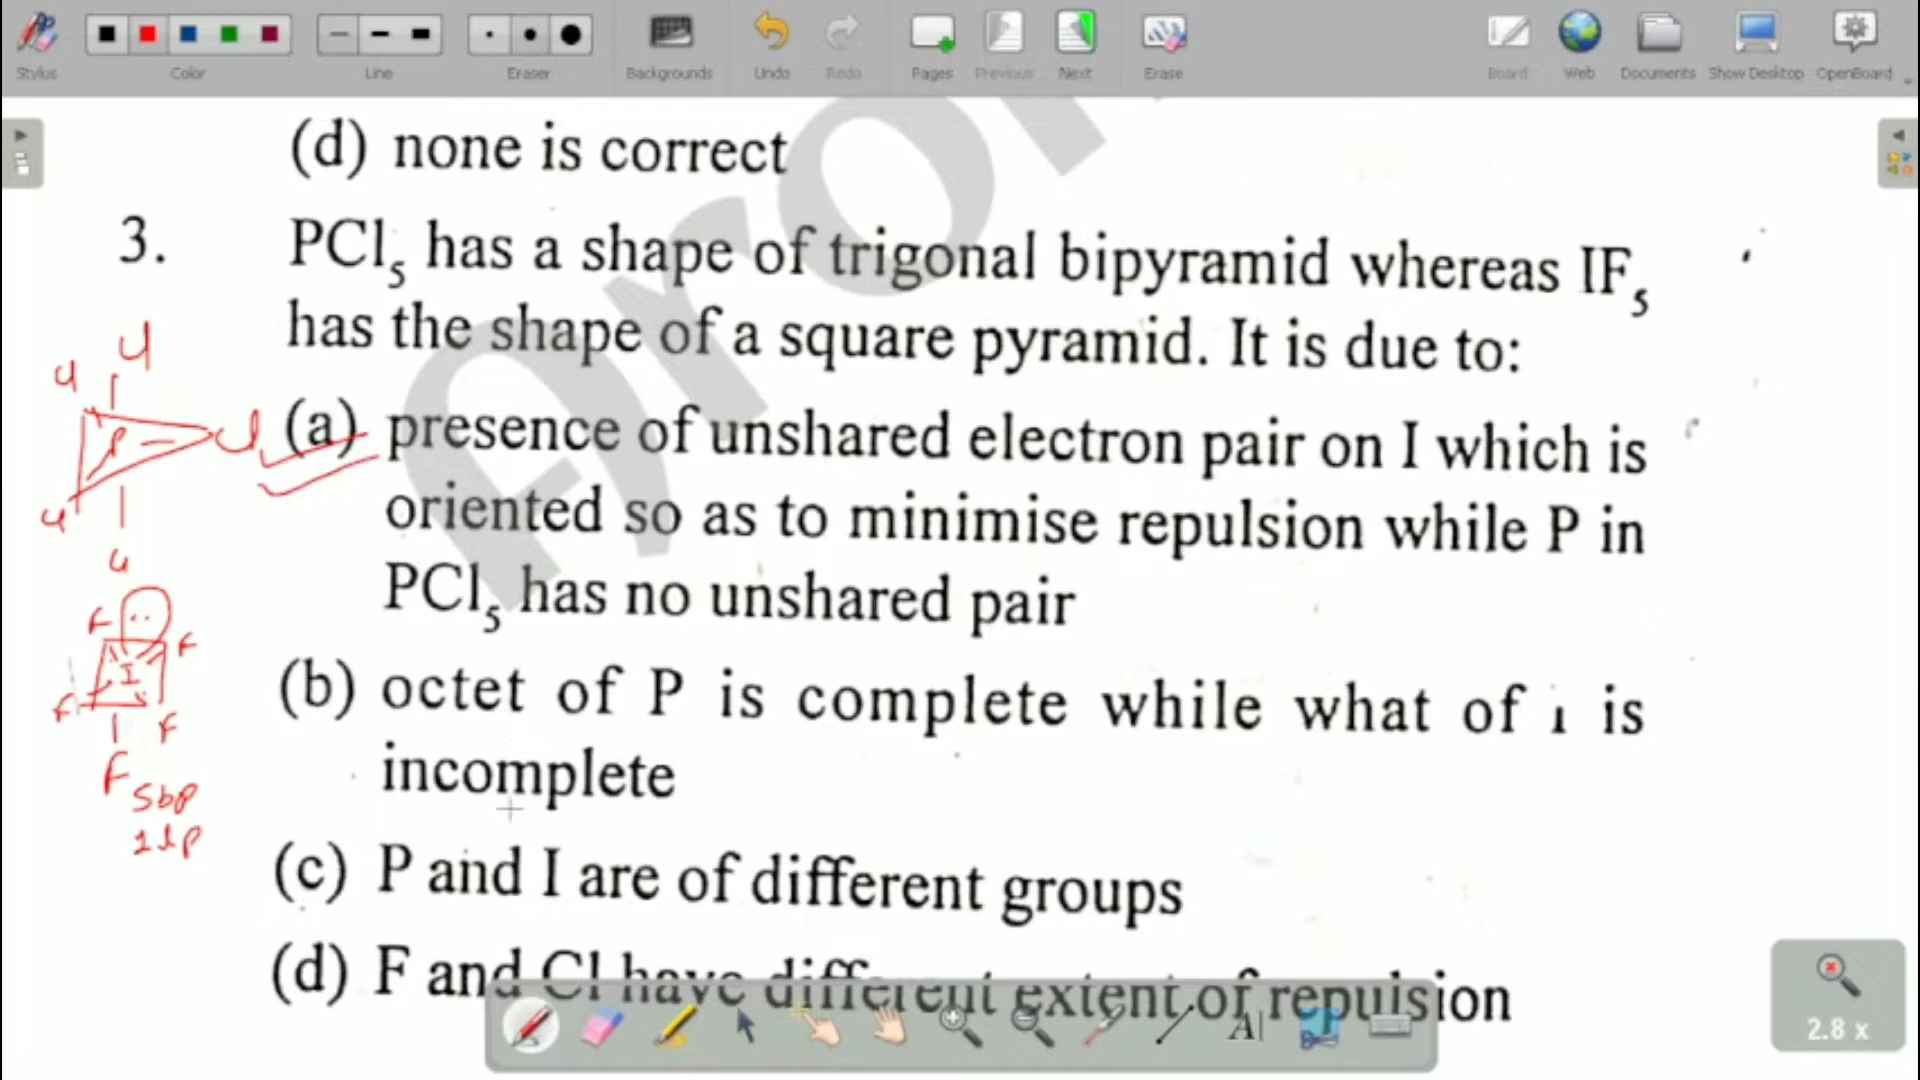 Stylus Color Line Eraser Backgrounds Undo Redo Pages Previous Next Erase Board Web Documents Show Desktop OpenBoard
(d) none is correct
3. PCl5 has a shape of trigonal bipyramid whereas IF5
has the shape of a square pyramid. It is due to:
(a) presence of unshared electron pair on I which is
oriented so as to minimise repulsion while P in
PCl5 has no unshared pair
(b) octet of P is complete while what of I is
incomplete
(c) P and I are of different groups
(d) F and Cl have different extent of repulsion
P
F
F
I
F
F
F
5bp
1lp
2.8 x